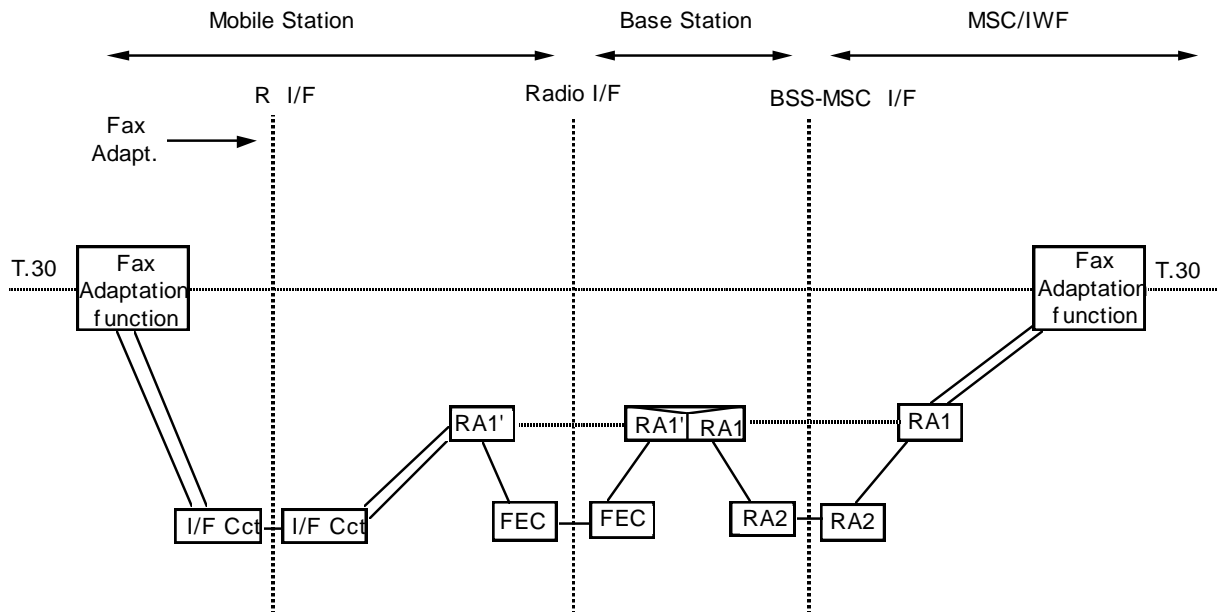 Mobile Station
Base Station
MSC/IWF
R I/F
Radio I/F
BSS-MSC I/F
Fax
Adapt.
T.30
Fax
Adaptation
function
Fax
Adaptation
function
T.30
RA1'
RA1'
RA1
RA1
I/F Cct
I/F Cct
FEC
FEC
RA2
RA2